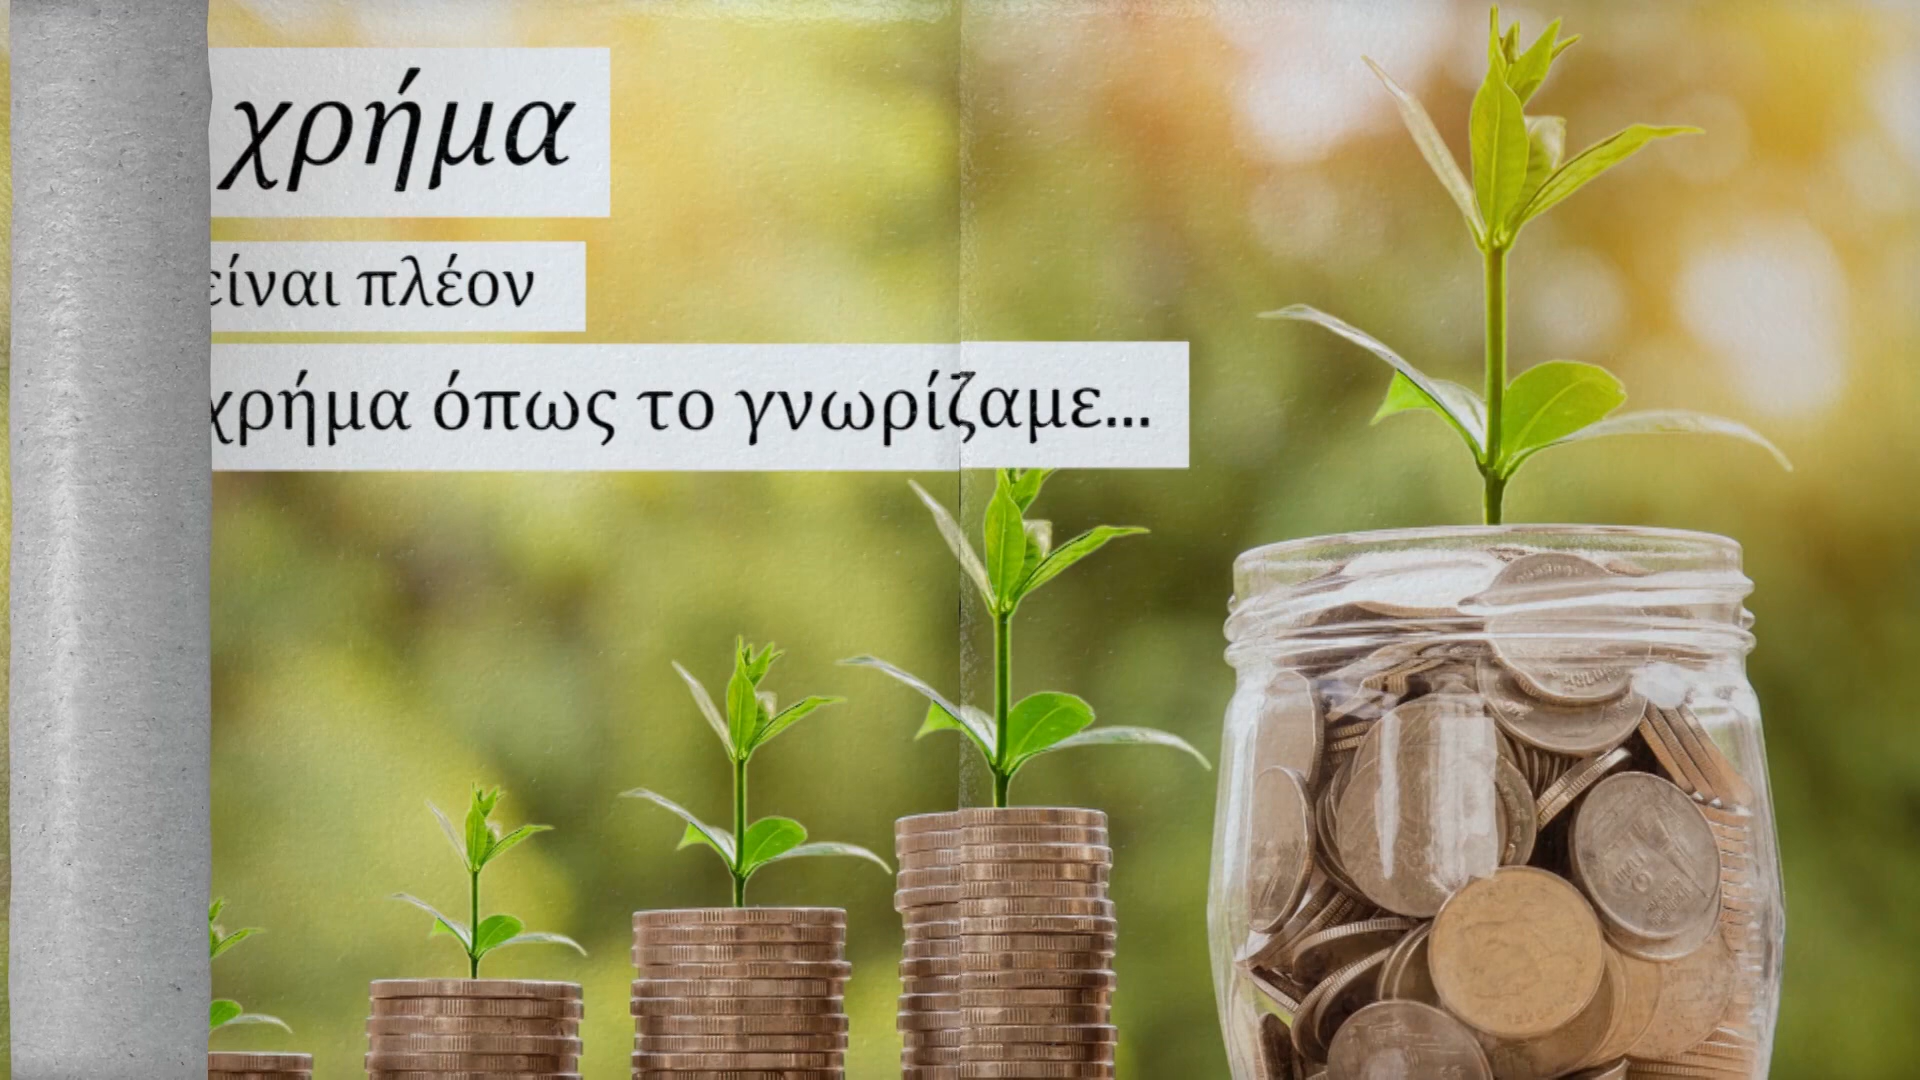 χρήμα
είναι πλέον
χρήμα όπως το γνωρίζαμε...